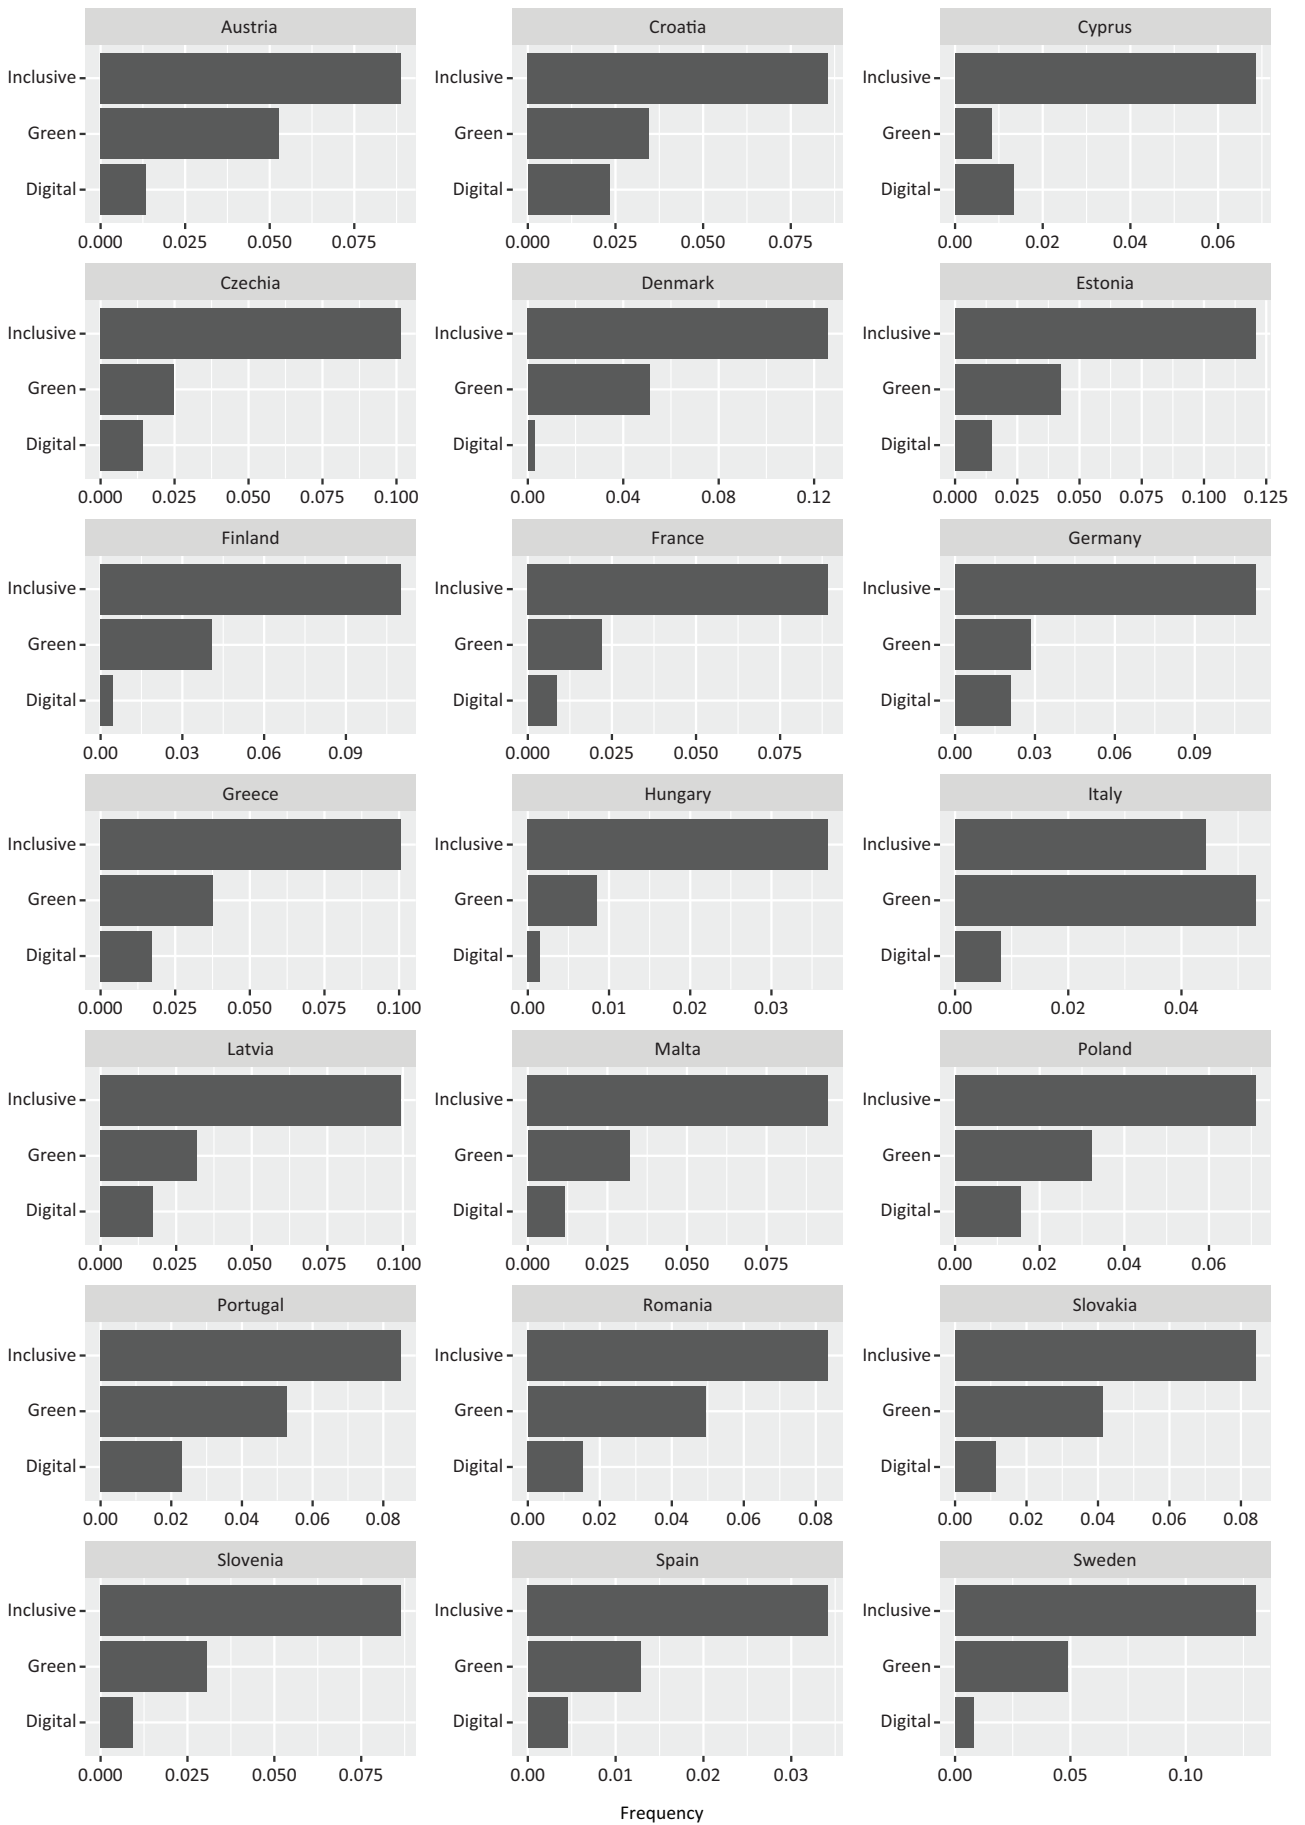 Austria
Croatia
Cyprus
Inclusive
Green
Digital
0.000 0.025 0.050 0.075
Inclusive
Green
Digital
0.000 0.025 0.050 0.075
Inclusive
Green
Digital
0.00 0.02 0.04 0.06
Czechia
Denmark
Estonia
Inclusive
Green
Digital
0.000 0.025 0.050 0.075 0.100
Inclusive
Green
Digital
0.00 0.04 0.08 0.12
Inclusive
Green
Digital
0.000 0.025 0.050 0.075 0.100 0.125
Finland
France
Germany
Inclusive
Green
Digital
0.00 0.03 0.06 0.09
Inclusive
Green
Digital
0.000 0.025 0.050 0.075
Inclusive
Green
Digital
0.00 0.03 0.06 0.09
Greece
Hungary
Italy
Inclusive
Green
Digital
0.000 0.025 0.050 0.075 0.100
Inclusive
Green
Digital
0.00 0.01 0.02 0.03
Inclusive
Green
Digital
0.00 0.02 0.04
Latvia
Malta
Poland
Inclusive
Green
Digital
0.000 0.025 0.050 0.075 0.100
Inclusive
Green
Digital
0.000 0.025 0.050 0.075
Inclusive
Green
Digital
0.00 0.02 0.04 0.06
Portugal
Romania
Slovakia
Inclusive
Green
Digital
0.00 0.02 0.04 0.06 0.08
Inclusive
Green
Digital
0.00 0.02 0.04 0.06 0.08
Inclusive
Green
Digital
0.00 0.02 0.04 0.06 0.08
Slovenia
Spain
Sweden
Inclusive
Green
Digital
0.000 0.025 0.050 0.075
Inclusive
Green
Digital
0.00 0.01 0.02 0.03
Inclusive
Green
Digital
0.00 0.05 0.10
Frequency